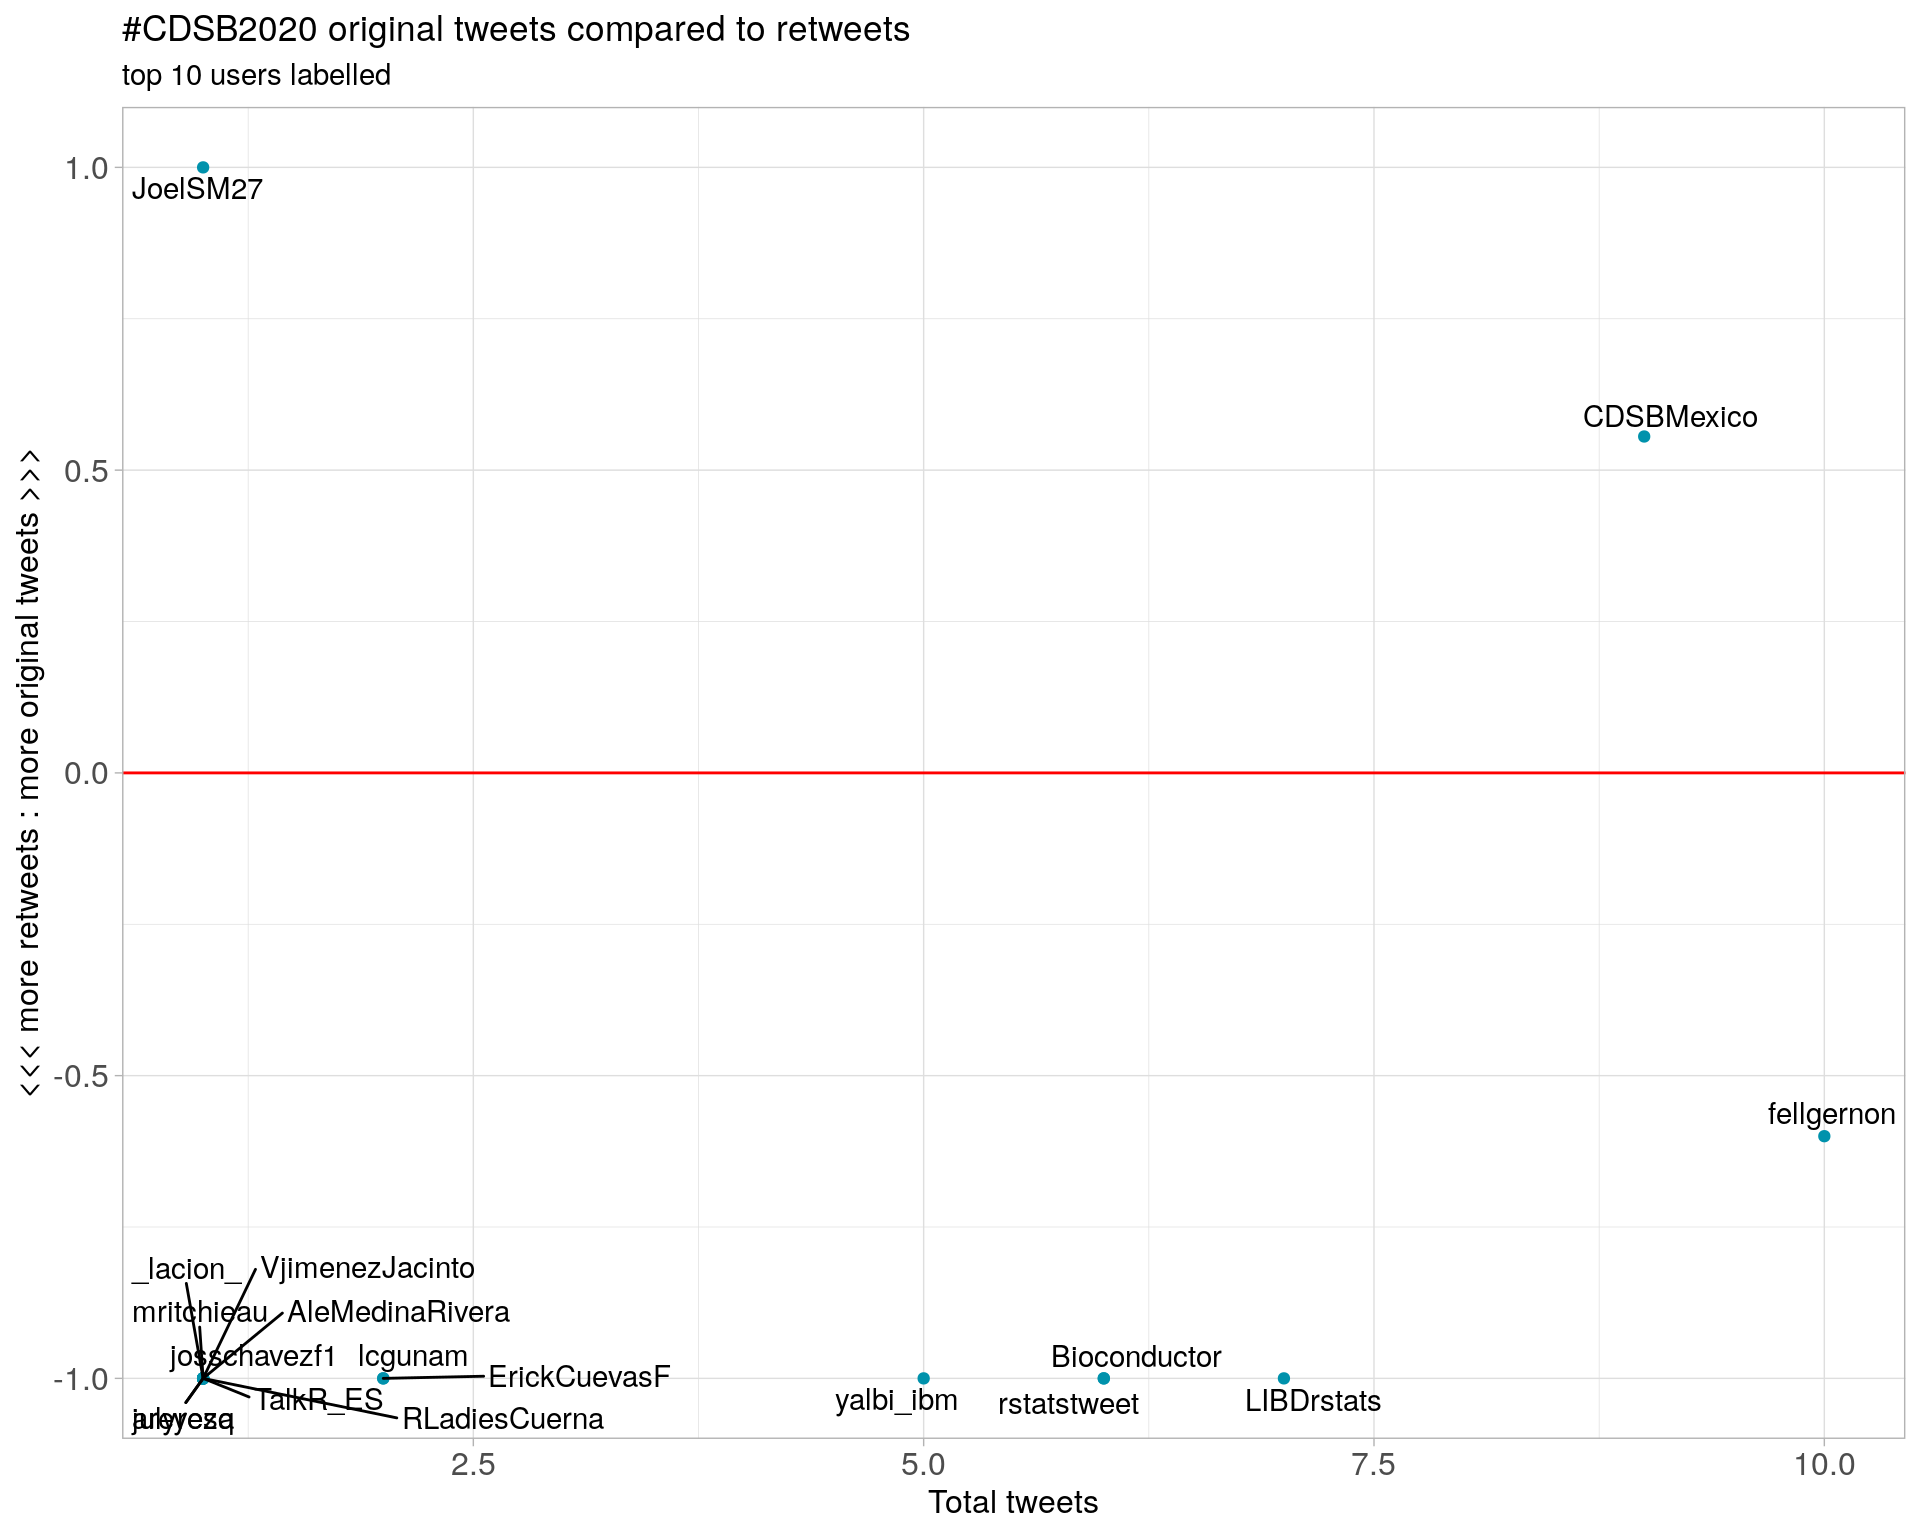 #CDSB2020 original tweets compared to retweets
top 10 users labelled
<<< more retweets : more original tweets >>>
1.0
JoelSM27
CDSBMexico
0.5
0.0
-0.5
fellgernon
_lacion_ VjimenezJacinto
mritchieau AleMedinaRivera
josschavezf1 lcgunam Bioconductor
-1.0 ErickCuevasF
TalkR_ES yalbi_ibm rstatstweet LIBDrstats
RLadiesCuerna
2.5 5.0 7.5 10.0
Total tweets